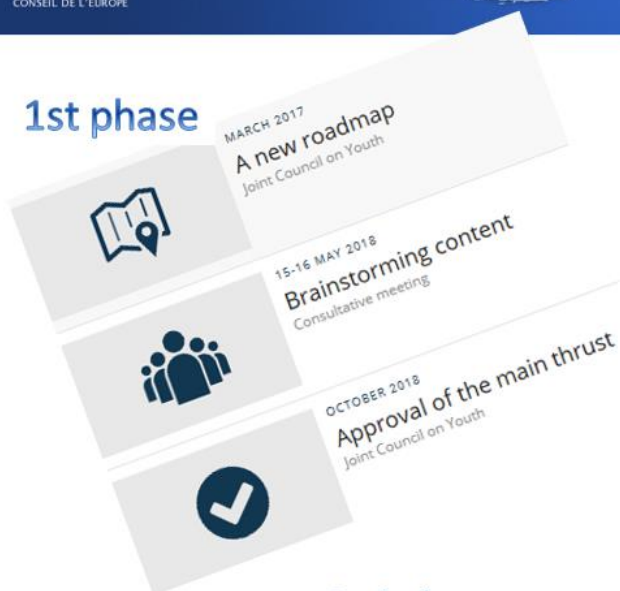 CONSEIL DE L'EUROPE
1st phase
MARCH 2017
A new roadmap
Joint Council on Youth
15-16 MAY 2018
Brainstorming content
Consultative meeting
OCTOBER 2018
Approval of the main thrust
Joint Council on Youth